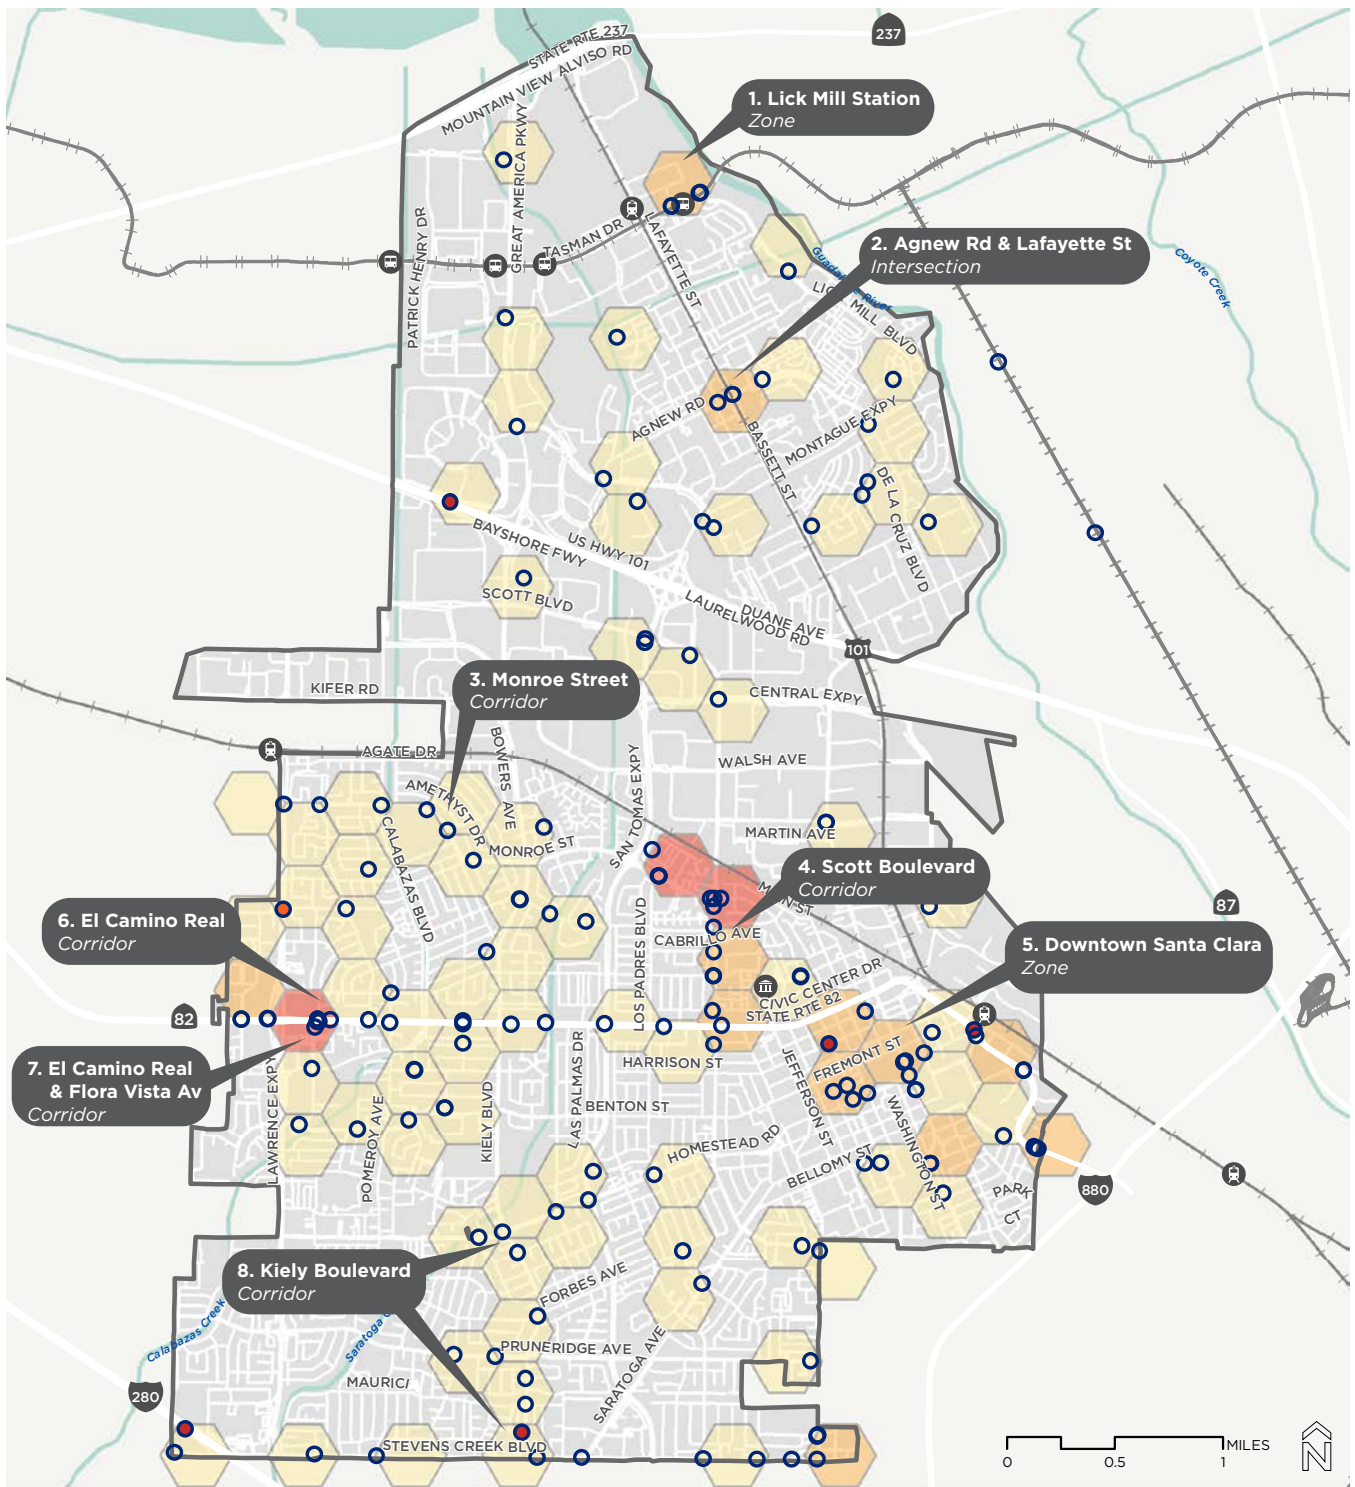 STATE RTE 237
MOUNTAIN VIEW ALVISO RD
237
1. Lick Mill Station
Zone
GREAT AMERICA PKWY
PATRICK HENRY DR
TASMAN DR
LAFAYETTE ST
2. Agnew Rd & Lafayette St
Intersection
Coyote Creek
River
MILL BLVD
AGNEW RD
MONTAGUE EXPY
BASSETT ST
DE LA CRUZ BLVD
BAYSHORE FWY
US HWY 101
SCOTT BLVD
DUANE AVE
LAURELWOOD RD
101
KIFER RD
3. Monroe Street
Corridor
CENTRAL EXPY
AGATE DR
BOWERS AVE
SAN TOMAS EXPY
WALSH AVE
AMETHYST DR
CALABAZAS BLVD
MONROE ST
MARTIN AVE
4. Scott Boulevard
Corridor
ST
87
6. El Camino Real
Corridor
LOS PADRES BLVD
CABRILLO AVE
5. Downtown Santa Clara
Zone
CIVIC CENTER DR
STATE RTE 82
82
7. El Camino Real
& Flora Vista Av
Corridor
HARRISON ST
FREMONT ST
JEFFERSON ST
LAS PALMAS DR
LAWRENCE EXPY
POMEROY AVE
KIELY BLVD
BENTON ST
WASHINGTON ST
HOMESTEAD RD
BELLOMY ST
PARK
CT
880
8. Kiely Boulevard
Corridor
FORBES AVE
Calabazas Creek
Saratoga
PRUNERIDGE AVE
SARATOGA AVE
MAURICI
280
STEVENS CREEK BLVD
MILES
0 0.5 1
N